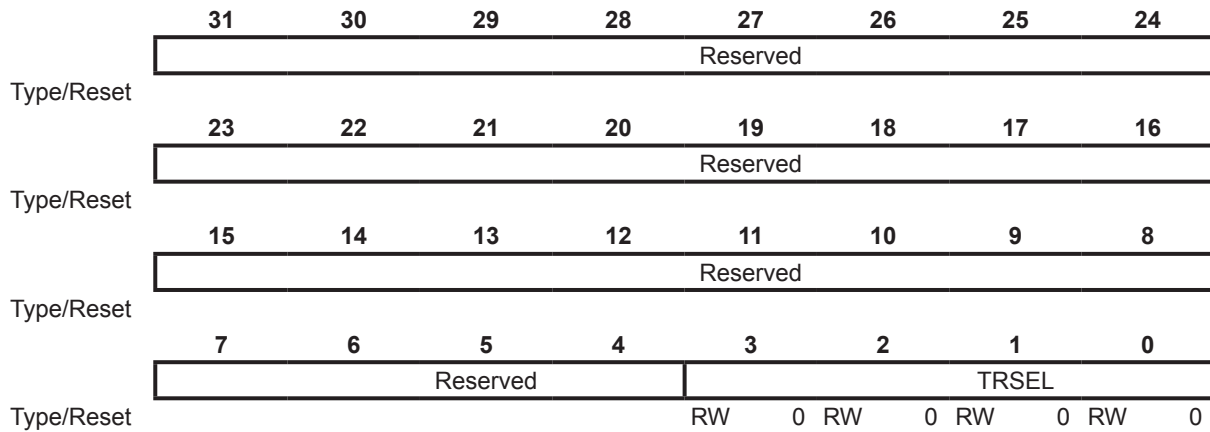 31 30 29 28 27 26 25 24
Reserved
Type/Reset
23 22 21 20 19 18 17 16
Reserved
Type/Reset
15 14 13 12 11 10 9 8
Reserved
Type/Reset
7 6 5 4 3 2 1 0
Reserved TRSEL
Type/Reset RW 0 RW 0 RW 0 RW 0